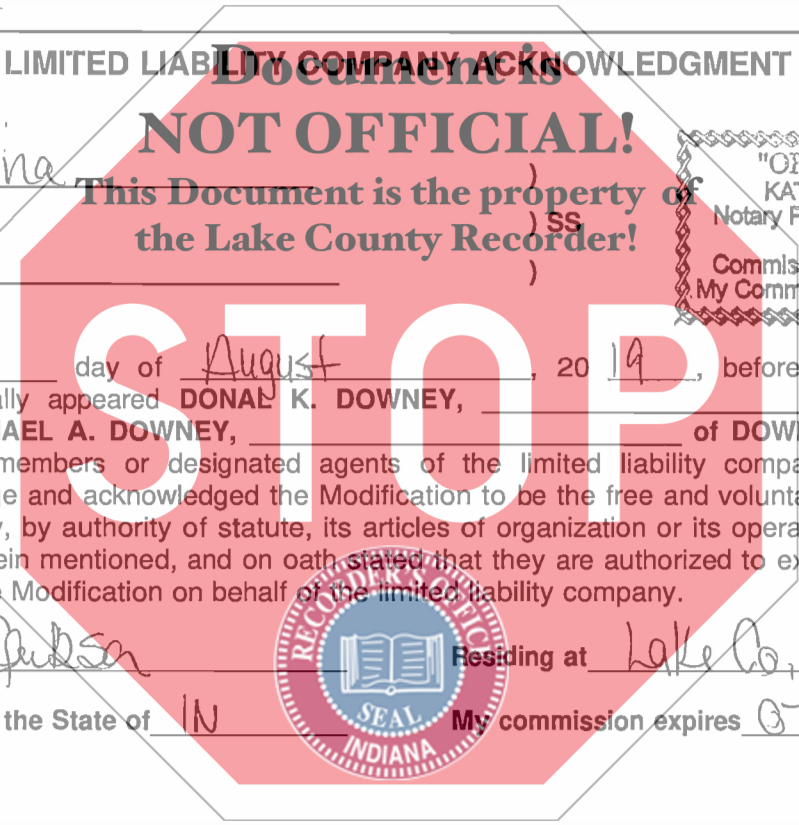 LIMITED LIABILITY COMPANY ACKNOWLEDGMENT
Document is
NOT OFFICIAL!
This Document is the property of
the Lake County Recorder!
STOP
ina
)
) SS
)
"OF
KAT
Notary P
Commis
My Comm
day of August, 20 19, before
ally appeared DONAL K. DOWNEY,
AEL A. DOWNEY, of DOW
members or designated agents of the limited liability compa
ge and acknowledged the Modification to be the free and volunta
y, by authority of statute, its articles of organization or its opera
ein mentioned, and on oath stated that they are authorized to ex
Modification on behalf of the limited liability company.
RECORDER'S OFFICE
SEAL
INDIANA
Residing at Lake Co,
the State of IN My commission expires